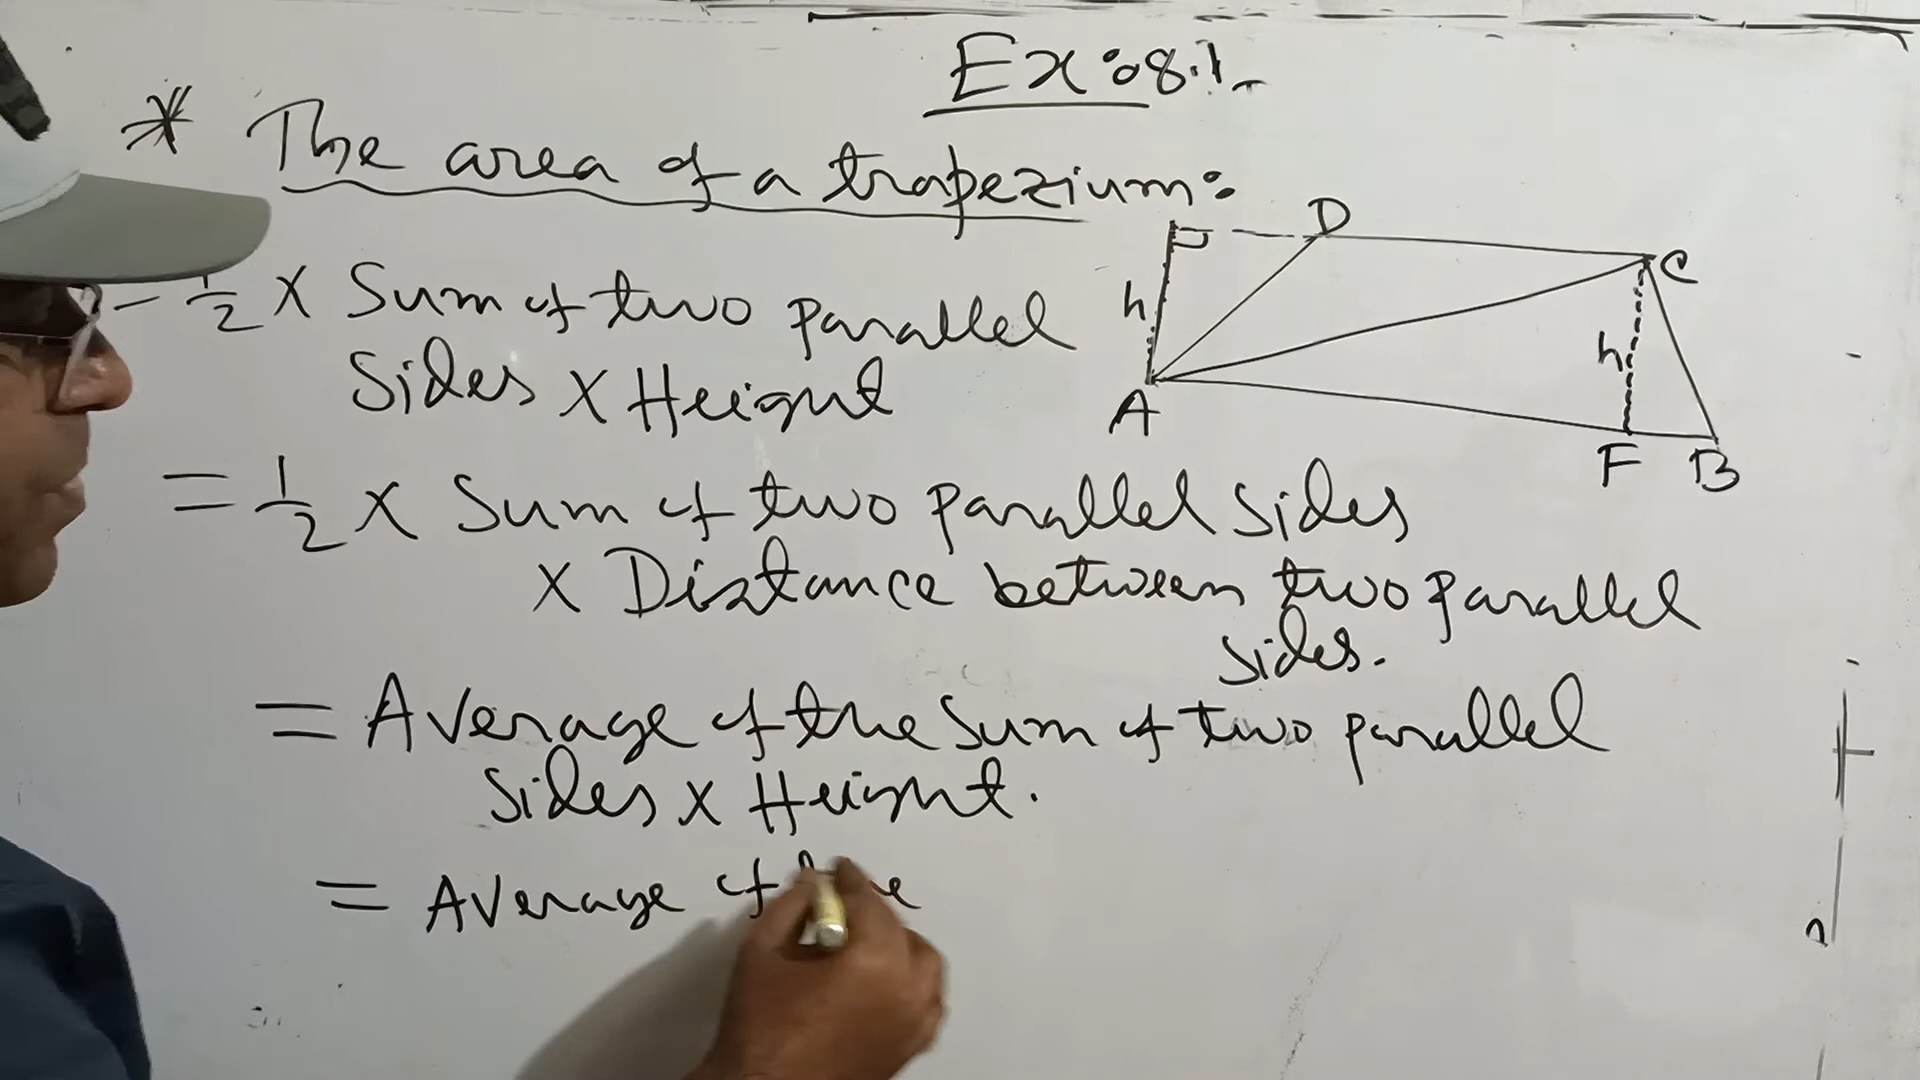 Ex: 8.1
* The area of a trapezium:
= 1/2 × Sum of two parallel
Sides × Height
= 1/2 × Sum of two parallel sides
× Distance between two parallel
sides.
= Average of the sum of two parallel
sides × Height.
= Average of the
D
C
h
h
A
F
B